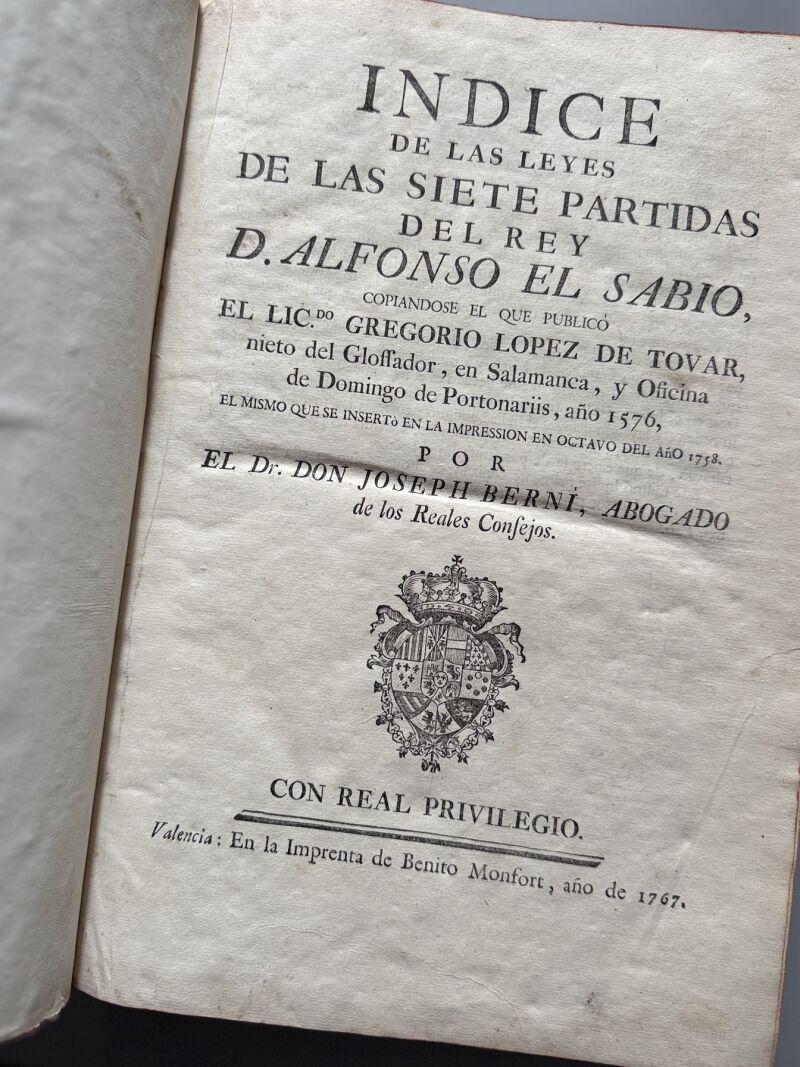 INDICE
DE LAS LEYES
DE LAS SIETE PARTIDAS
DEL REY
D. ALFONSO EL SABIO,
COPIANDOSE EL QUE PUBLICÓ
EL LIC.DO GREGORIO LOPEZ DE TOVAR,
nieto del Gloſſador, en Salamanca, y Oficina
de Domingo de Portonariis, año 1576,
EL MISMO QUE SE INSERTò EN LA IMPRESSION EN OCTAVO DEL AñO 1758.
POR
EL Dr. DON JOSEPH BERNÍ, ABOGADO
de los Reales Conſejos.
CON REAL PRIVILEGIO.
Valencia: En la Imprenta de Benito Monfort, año de 1767.